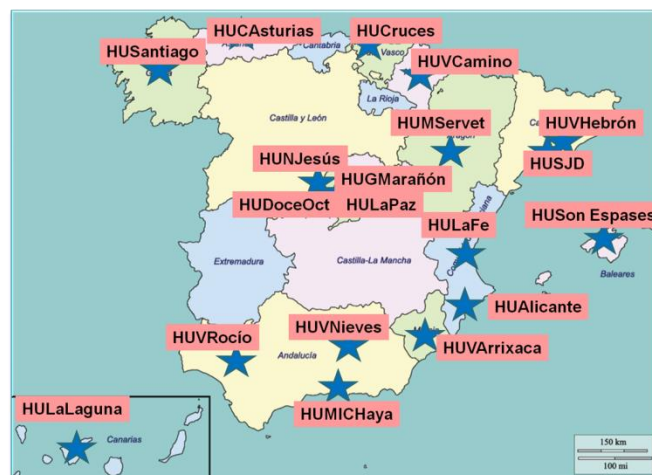 HUCAsturias
HUCruces
HUSantiago
Cantabria
Vasco
HUVCamino
La Rioja
Castilla y León
HUMServet
HUVHebrón
HUNJesús
HUSJD
HUGMarañón
HUDoceOct
HULaPaz
HULaFe
HUSon Espases
Extremadura
Castilla-La Mancha
Baleares
HUAlicante
HUVNieves
HUVRocío
HUVArrixaca
Andalucía
HUMICHaya
HULaLaguna
Canarias
150 km
100 mi